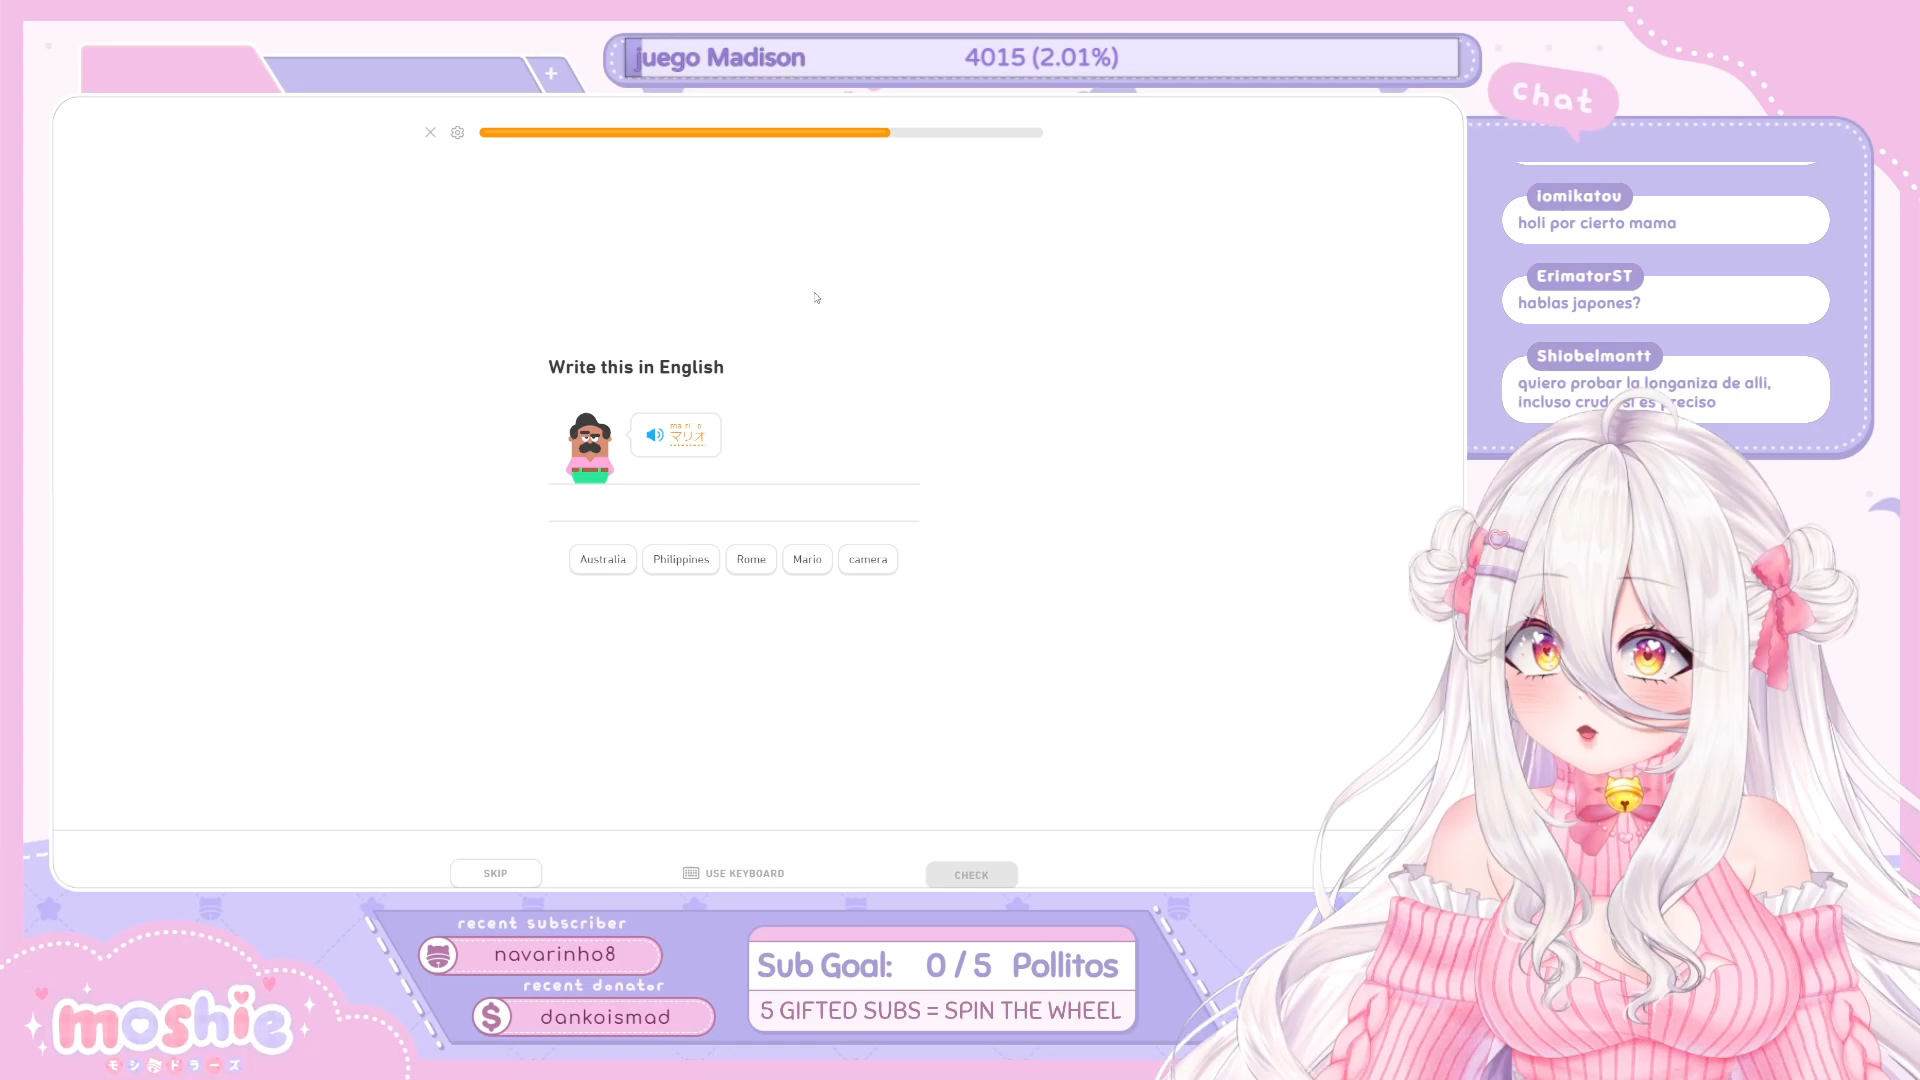 juego Madison 4015 (2.01%)
chat
iomikatou
holi por cierto mama
ErimatorST
hablas japones?
Shiobelmontt
quiero probar la longaniza de alli,
incluso crudo si es preciso
Write this in English
ma ri o
マリオ
Australia Philippines Rome Mario camera
SKIP USE KEYBOARD CHECK
recent subscriber
navarinho8
recent donator
$ dankoismad
Sub Goal: 0 / 5 Pollitos
5 GIFTED SUBS = SPIN THE WHEEL
moshie